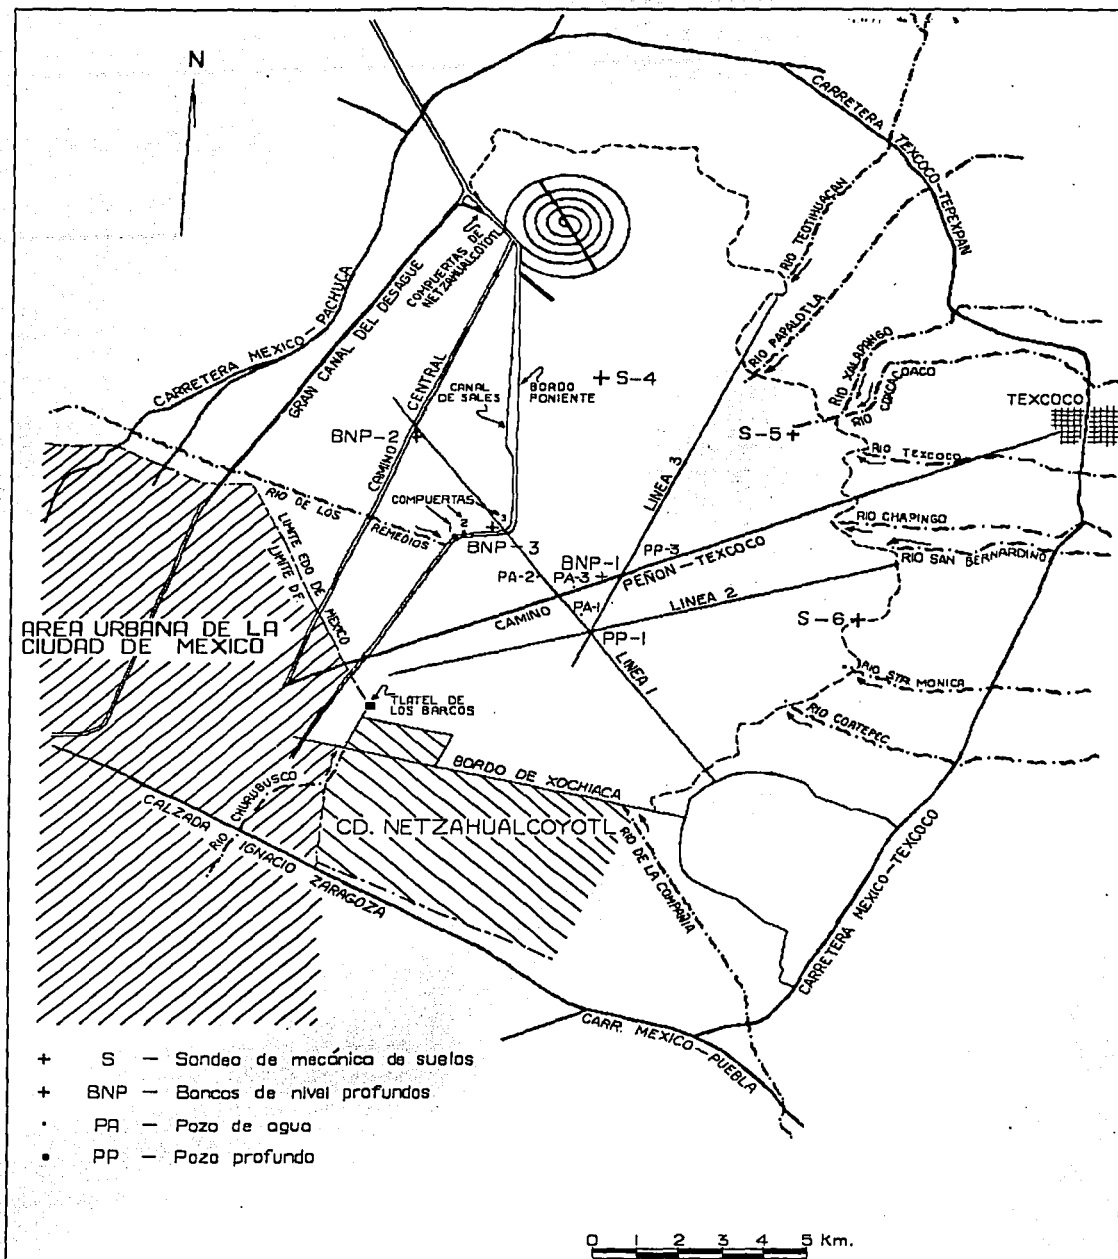 N
CARRETERA TEXCOCO-TEPEXPAN
RIO TEOTIHUACAN
COMPUERTAS DE
NETZAHUALCOYOTL
CARRETERA MEXICO-PACHUCA
GRAN CANAL DEL DESAGUE
RIO PAPALOTLA
RIO XALAPANGO
RIO COXCACOACO
CAMINO CENTRAL
CANAL
DE SALES
BORDO
PONIENTE
S-4
TEXCOCO
BNP-2
S-5
LINEA 3
RIO TEXCOCO
RIO DE LOS REMEDIOS
COMPUERTAS
2
RIO CHAPINGO
LIMITE EDO DE MEXICO
LIMITE DF.
BNP-3
PP-3
BNP-1
RIO SAN BERNARDINO
PA-2
PA-3
CAMINO PEÑON-TEXCOCO
PA-1
LINEA 2
S-6
AREA URBANA DE LA
CIUDAD DE MEXICO
PP-1
LINEA 1
RIO STA MONICA
TLATEL DE
LOS BARCOS
RIO COATEPEC
BORDO DE XOCHIACA
RIO CHURUBUSCO
CALZADA IGNACIO ZARAGOZA
CD. NETZAHUALCOYOTL
RIO DE LA COMPAÑIA
CARRETERA MEXICO-TEXCOCO
CARR. MEXICO-PUEBLA
+ S — Sondeo de mecánica de suelos
+ BNP — Bancos de nivel profundos
· PA — Pozo de agua
▪ PP — Pozo profundo
0 1 2 3 4 5 Km.